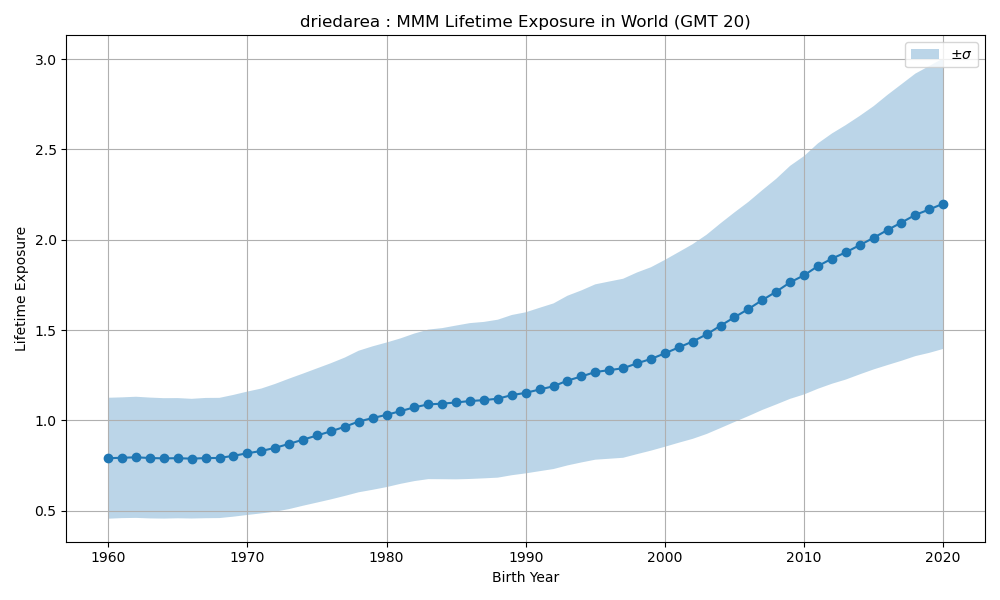 driedarea : MMM Lifetime Exposure in World (GMT 20)
±σ
Lifetime Exposure
3.0
2.5
2.0
1.5
1.0
0.5
1960 1970 1980 1990 2000 2010 2020
Birth Year